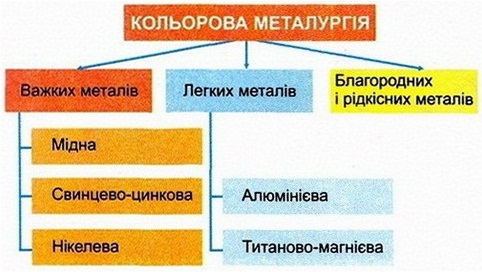 КОЛЬОРОВА МЕТАЛУРГІЯ
Важких металів
Легких металів
Благородних
і рідкісних металів
Мідна
Свинцево-цинкова
Алюмінієва
Нікелева
Титаново-магнієва